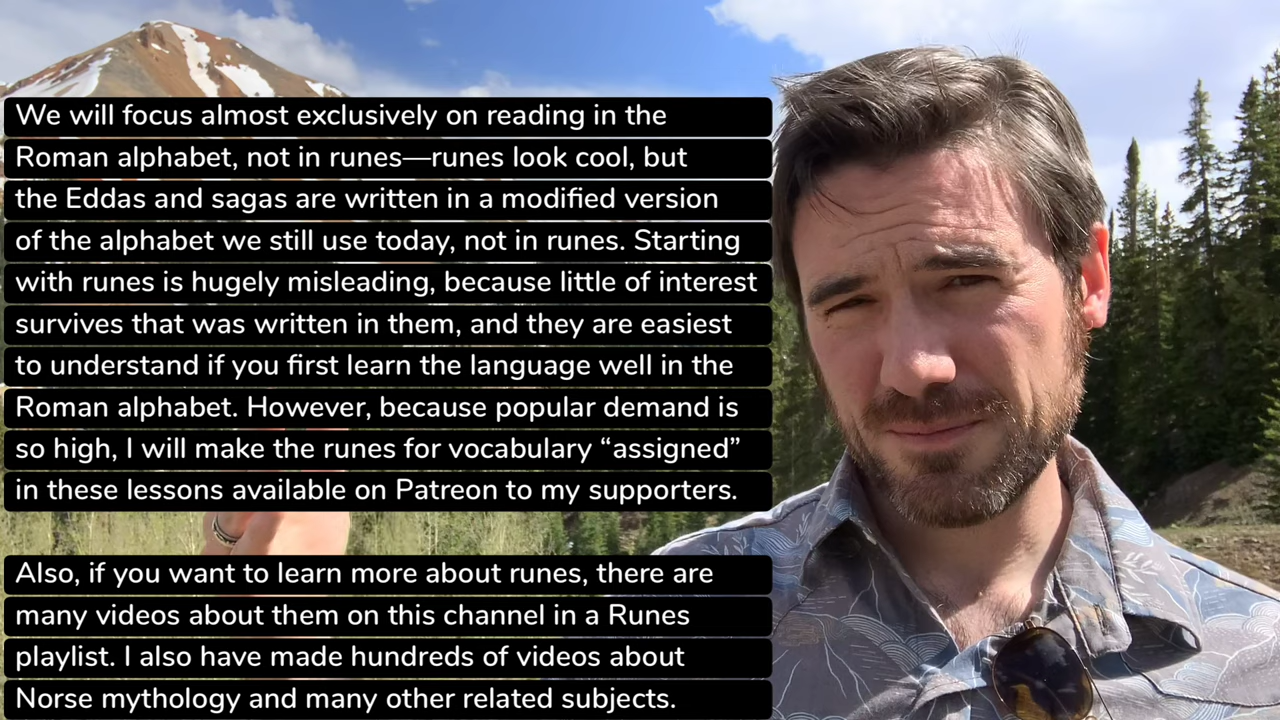 We will focus almost exclusively on reading in the
Roman alphabet, not in runes—runes look cool, but
the Eddas and sagas are written in a modified version
of the alphabet we still use today, not in runes. Starting
with runes is hugely misleading, because little of interest
survives that was written in them, and they are easiest
to understand if you first learn the language well in the
Roman alphabet. However, because popular demand is
so high, I will make the runes for vocabulary “assigned”
in these lessons available on Patreon to my supporters.
Also, if you want to learn more about runes, there are
many videos about them on this channel in a Runes
playlist. I also have made hundreds of videos about
Norse mythology and many other related subjects.